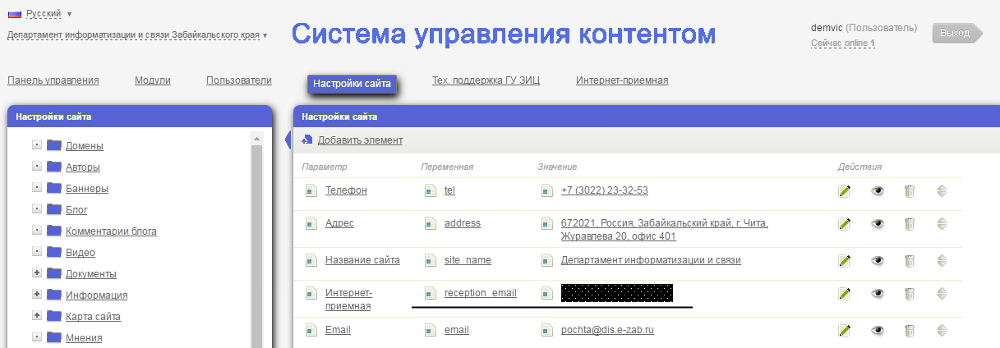 Русский
Департамент информатизации и связи Забайкальского края
Система управления контентом
demvic (Пользователь)
Сейчас online 1
Выход
Панель управления Модули Пользователи Настройки сайта Тех. поддержка ГУ ЗИЦ Интернет-приемная
Настройки сайта
Домены
Авторы
Баннеры
Блог
Комментарии блога
Видео
Документы
Информация
Карта сайта
Мнения
Настройки сайта
Добавить элемент
Параметр Переменная Значение Действия
Телефон tel +7 (3022) 23-32-53
Адрес address 672021, Россия, Забайкальский край, г. Чита,
Журавлева 20, офис 401
Название сайта site_name Департамент информатизации и связи
Интернет- reception_email
приемная
Email email pochta@dis.e-zab.ru